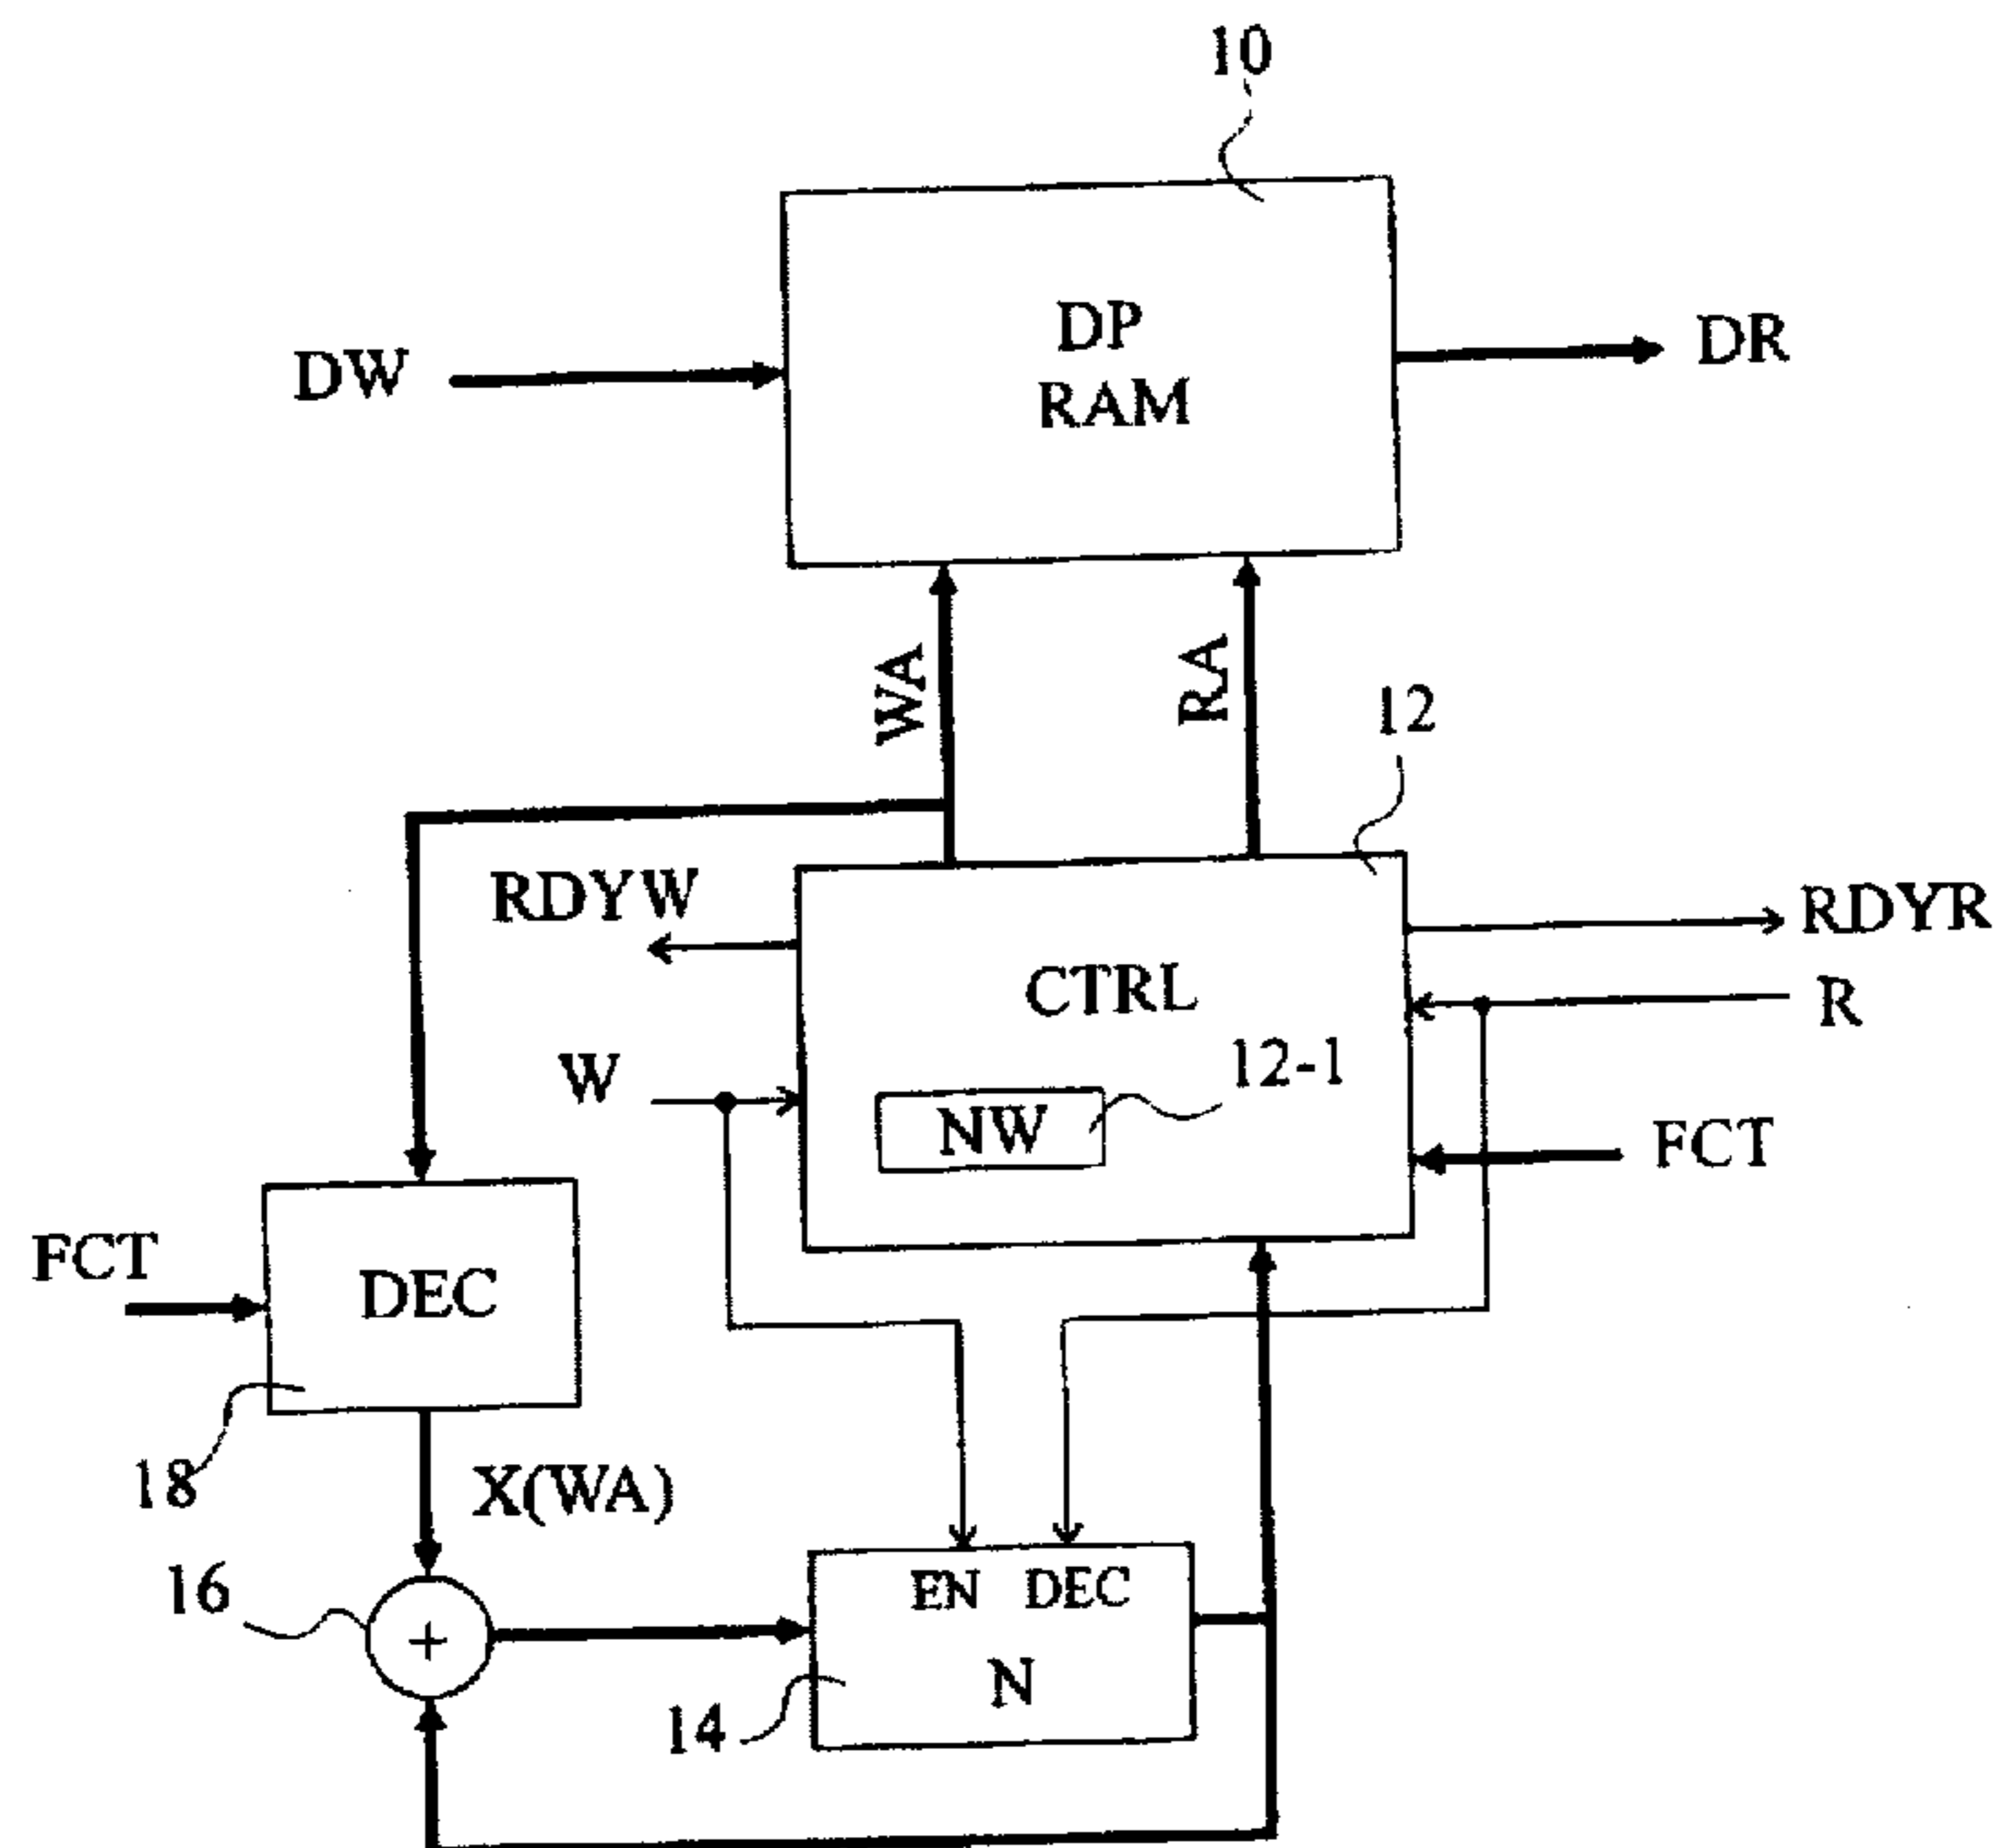 10
DP
RAM
DW
DR
WA
RA
12
RDYW
RDYR
CTRL
R
W
12-1
NW
FCT
FCT
DEC
18
X(WA)
16
EN DEC
N
14
+